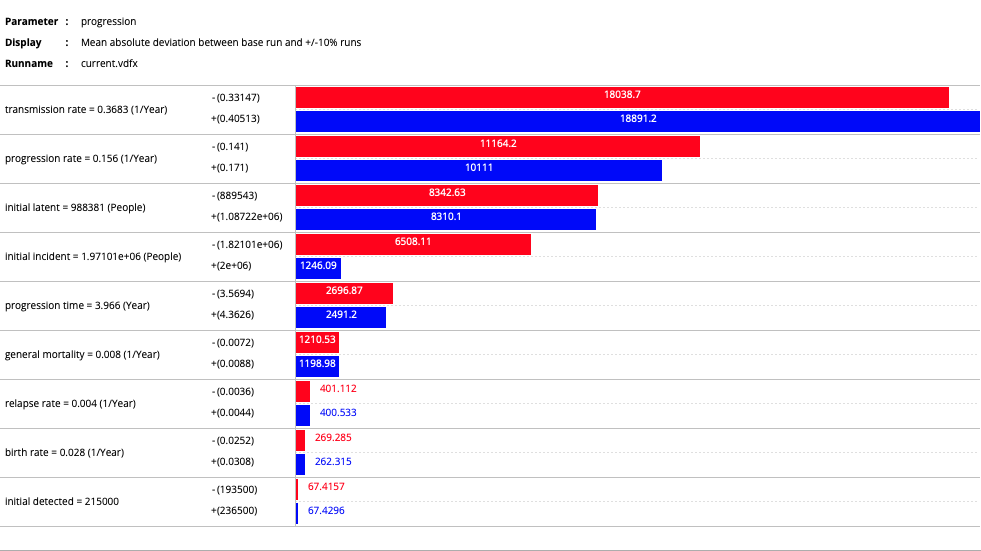 Parameter : progression
Display : Mean absolute deviation between base run and +/-10% runs
Runname : current.vdfx
transmission rate = 0.3683 (1/Year)
- (0.33147)
18038.7
+(0.40513)
18891.2
progression rate = 0.156 (1/Year)
- (0.141)
11164.2
+(0.171)
10111
initial latent = 988381 (People)
- (889543)
8342.63
+(1.08722e+06)
8310.1
initial incident = 1.97101e+06 (People)
- (1.82101e+06)
6508.11
+(2e+06)
1246.09
progression time = 3.966 (Year)
- (3.5694)
2696.87
+(4.3626)
2491.2
general mortality = 0.008 (1/Year)
- (0.0072)
1210.53
+(0.0088)
1198.98
relapse rate = 0.004 (1/Year)
- (0.0036)
401.112
+(0.0044)
400.533
birth rate = 0.028 (1/Year)
- (0.0252)
269.285
+(0.0308)
262.315
initial detected = 215000
- (193500)
67.4157
+(236500)
67.4296